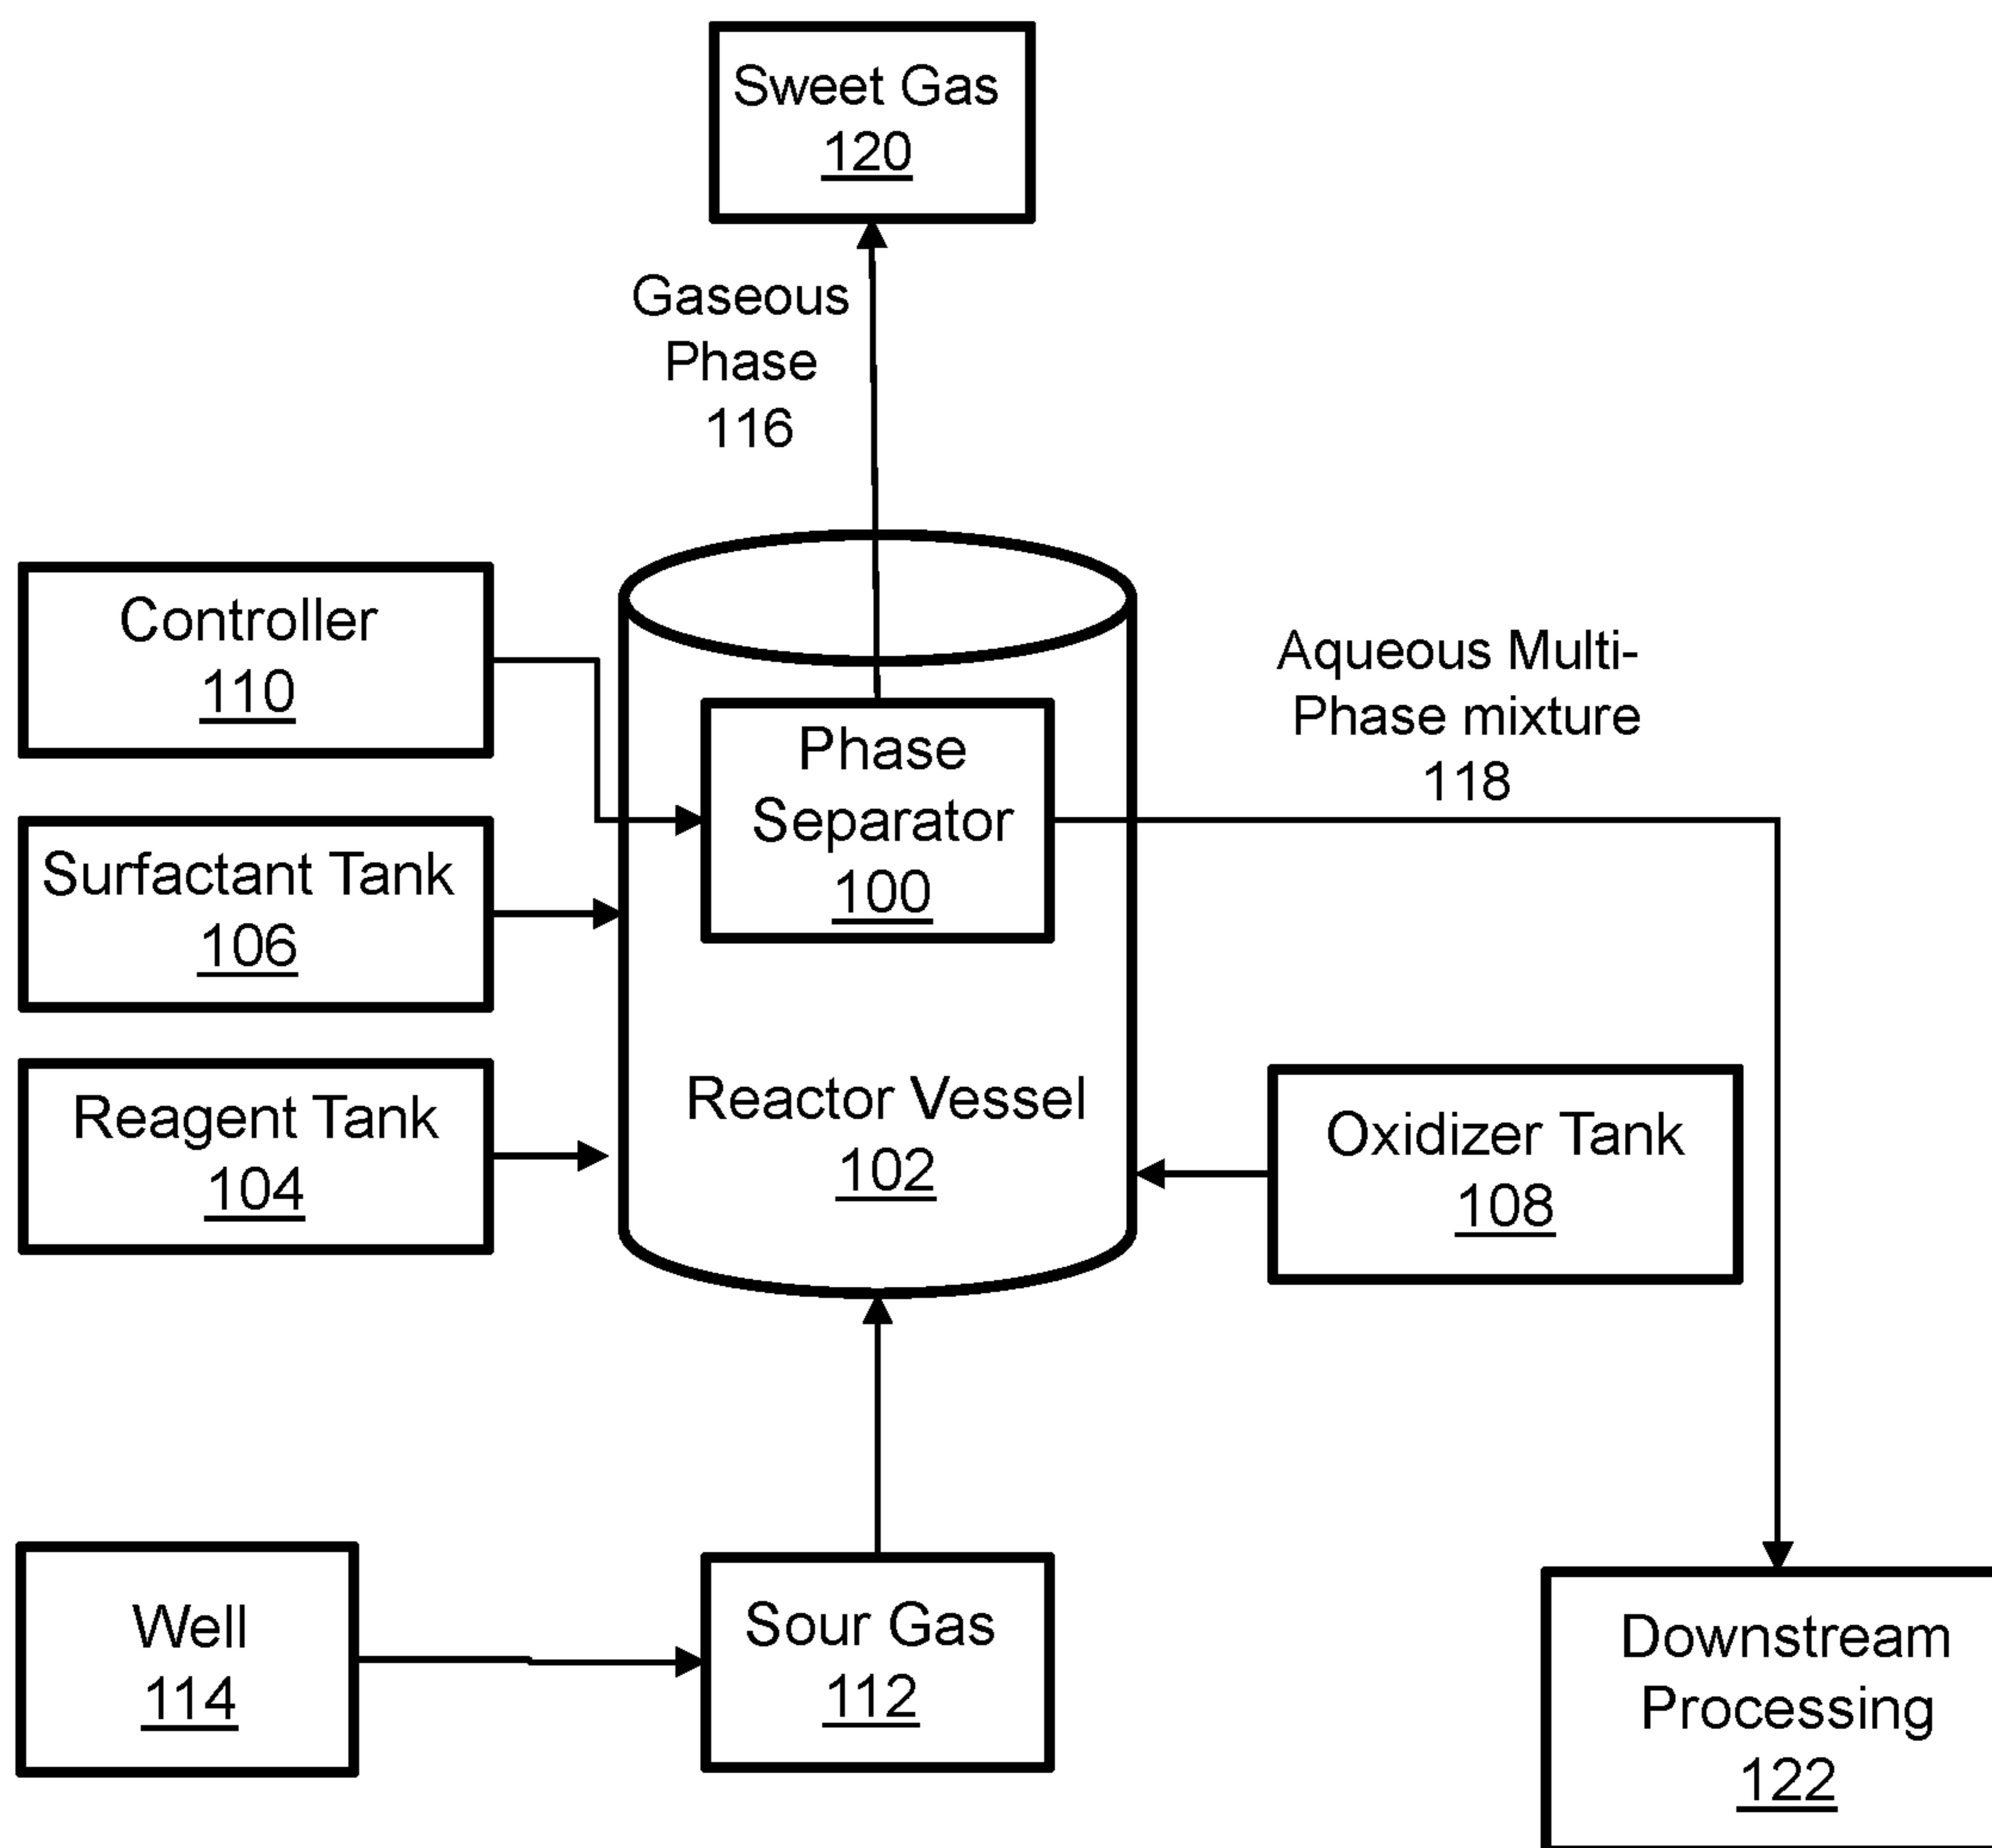 Sweet Gas
120
Gaseous
Phase
116
Controller
110
Phase
Separator
100
Aqueous Multi-
Phase mixture
118
Surfactant Tank
106
Reagent Tank
104
Reactor Vessel
102
Oxidizer Tank
108
Well
114
Sour Gas
112
Downstream
Processing
122